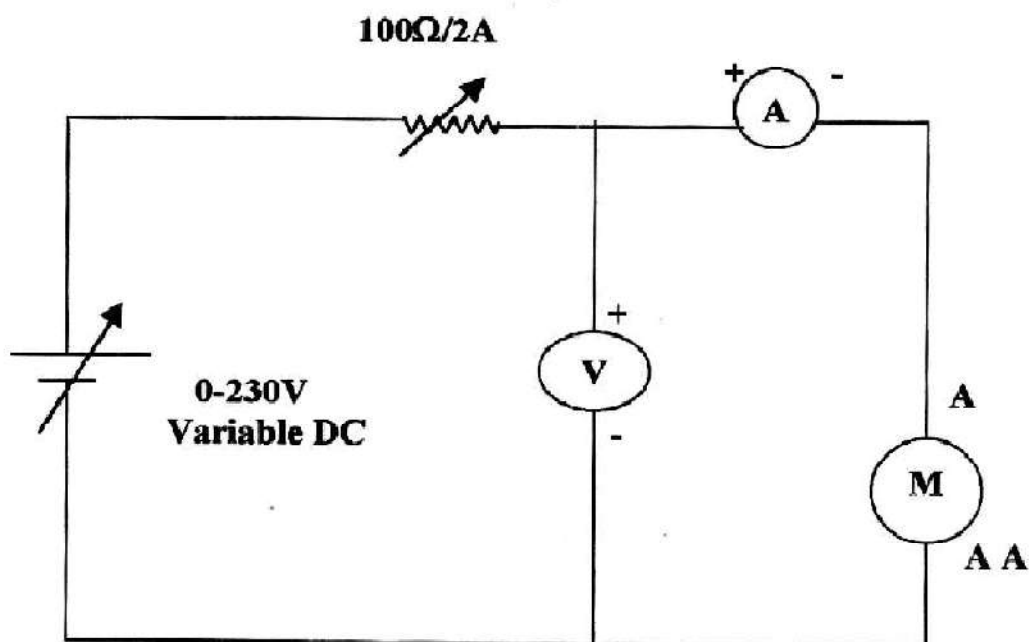 100Ω/2A
+ -
A
+
V
-
0-230V
Variable DC
A
M
A A